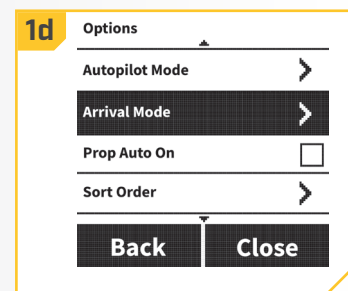 1d
Options
Autopilot Mode
Arrival Mode
Prop Auto On
Sort Order
Back Close